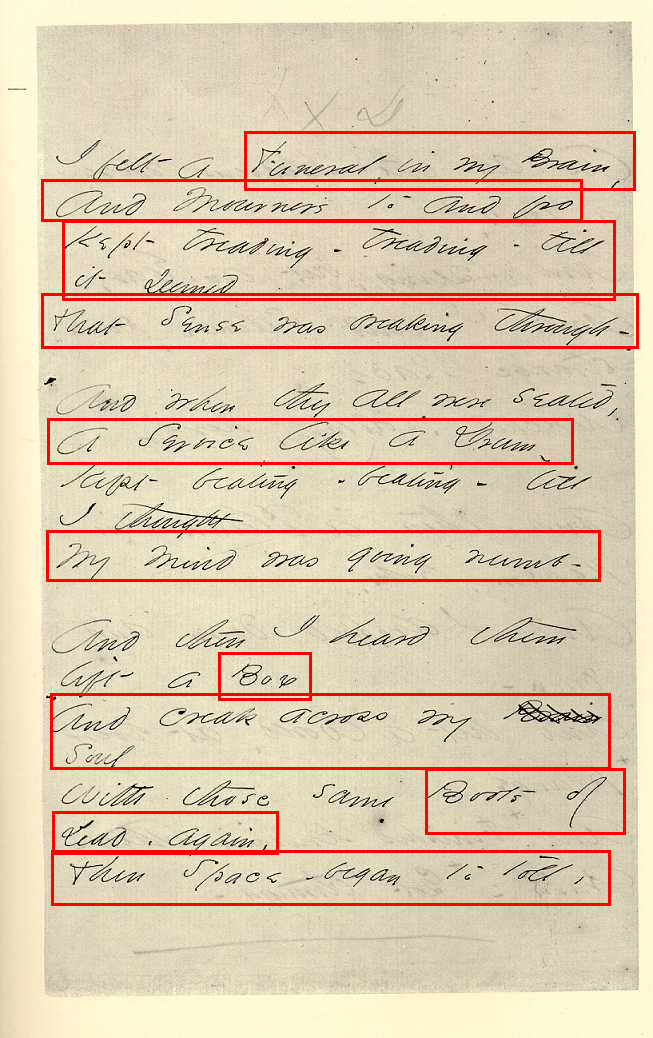 I felt a Funeral, in my Brain,
And Mourners to and fro
Kept treading - treading - till
it seemed
That Sense was breaking through -
And when they all were seated,
A Service, like a Drum -
Kept beating - beating - till
I thought
My Mind was going numb -
And then I heard them
lift a Box
And creak across my Brain
Soul
With those same Boots of
Lead, again,
Then Space - began to toll,